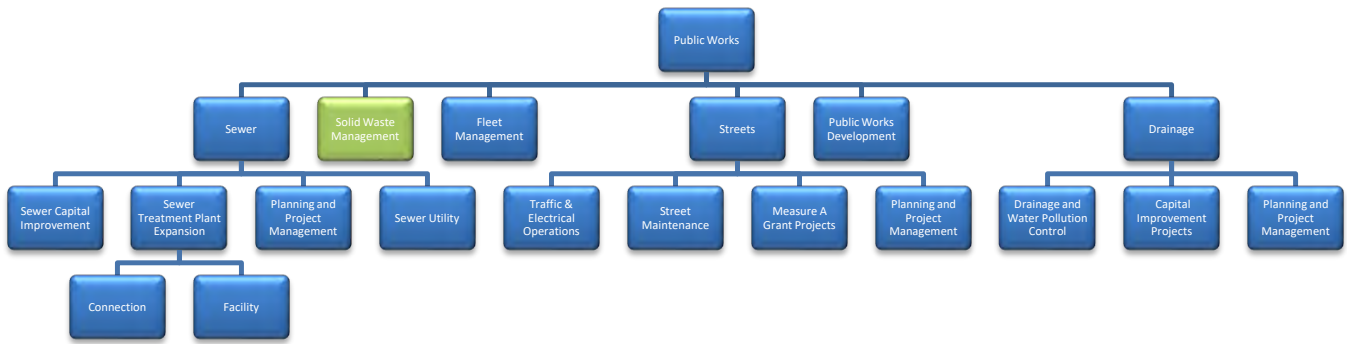 Public Works
Sewer
Solid Waste
Management
Fleet
Management
Streets
Public Works
Development
Drainage
Sewer Capital
Improvement
Sewer
Treatment Plant
Expansion
Planning and
Project
Management
Sewer Utility
Traffic &
Electrical
Operations
Street
Maintenance
Measure A
Grant Projects
Planning and
Project
Management
Drainage and
Water Pollution
Control
Capital
Improvement
Projects
Planning and
Project
Management
Connection
Facility